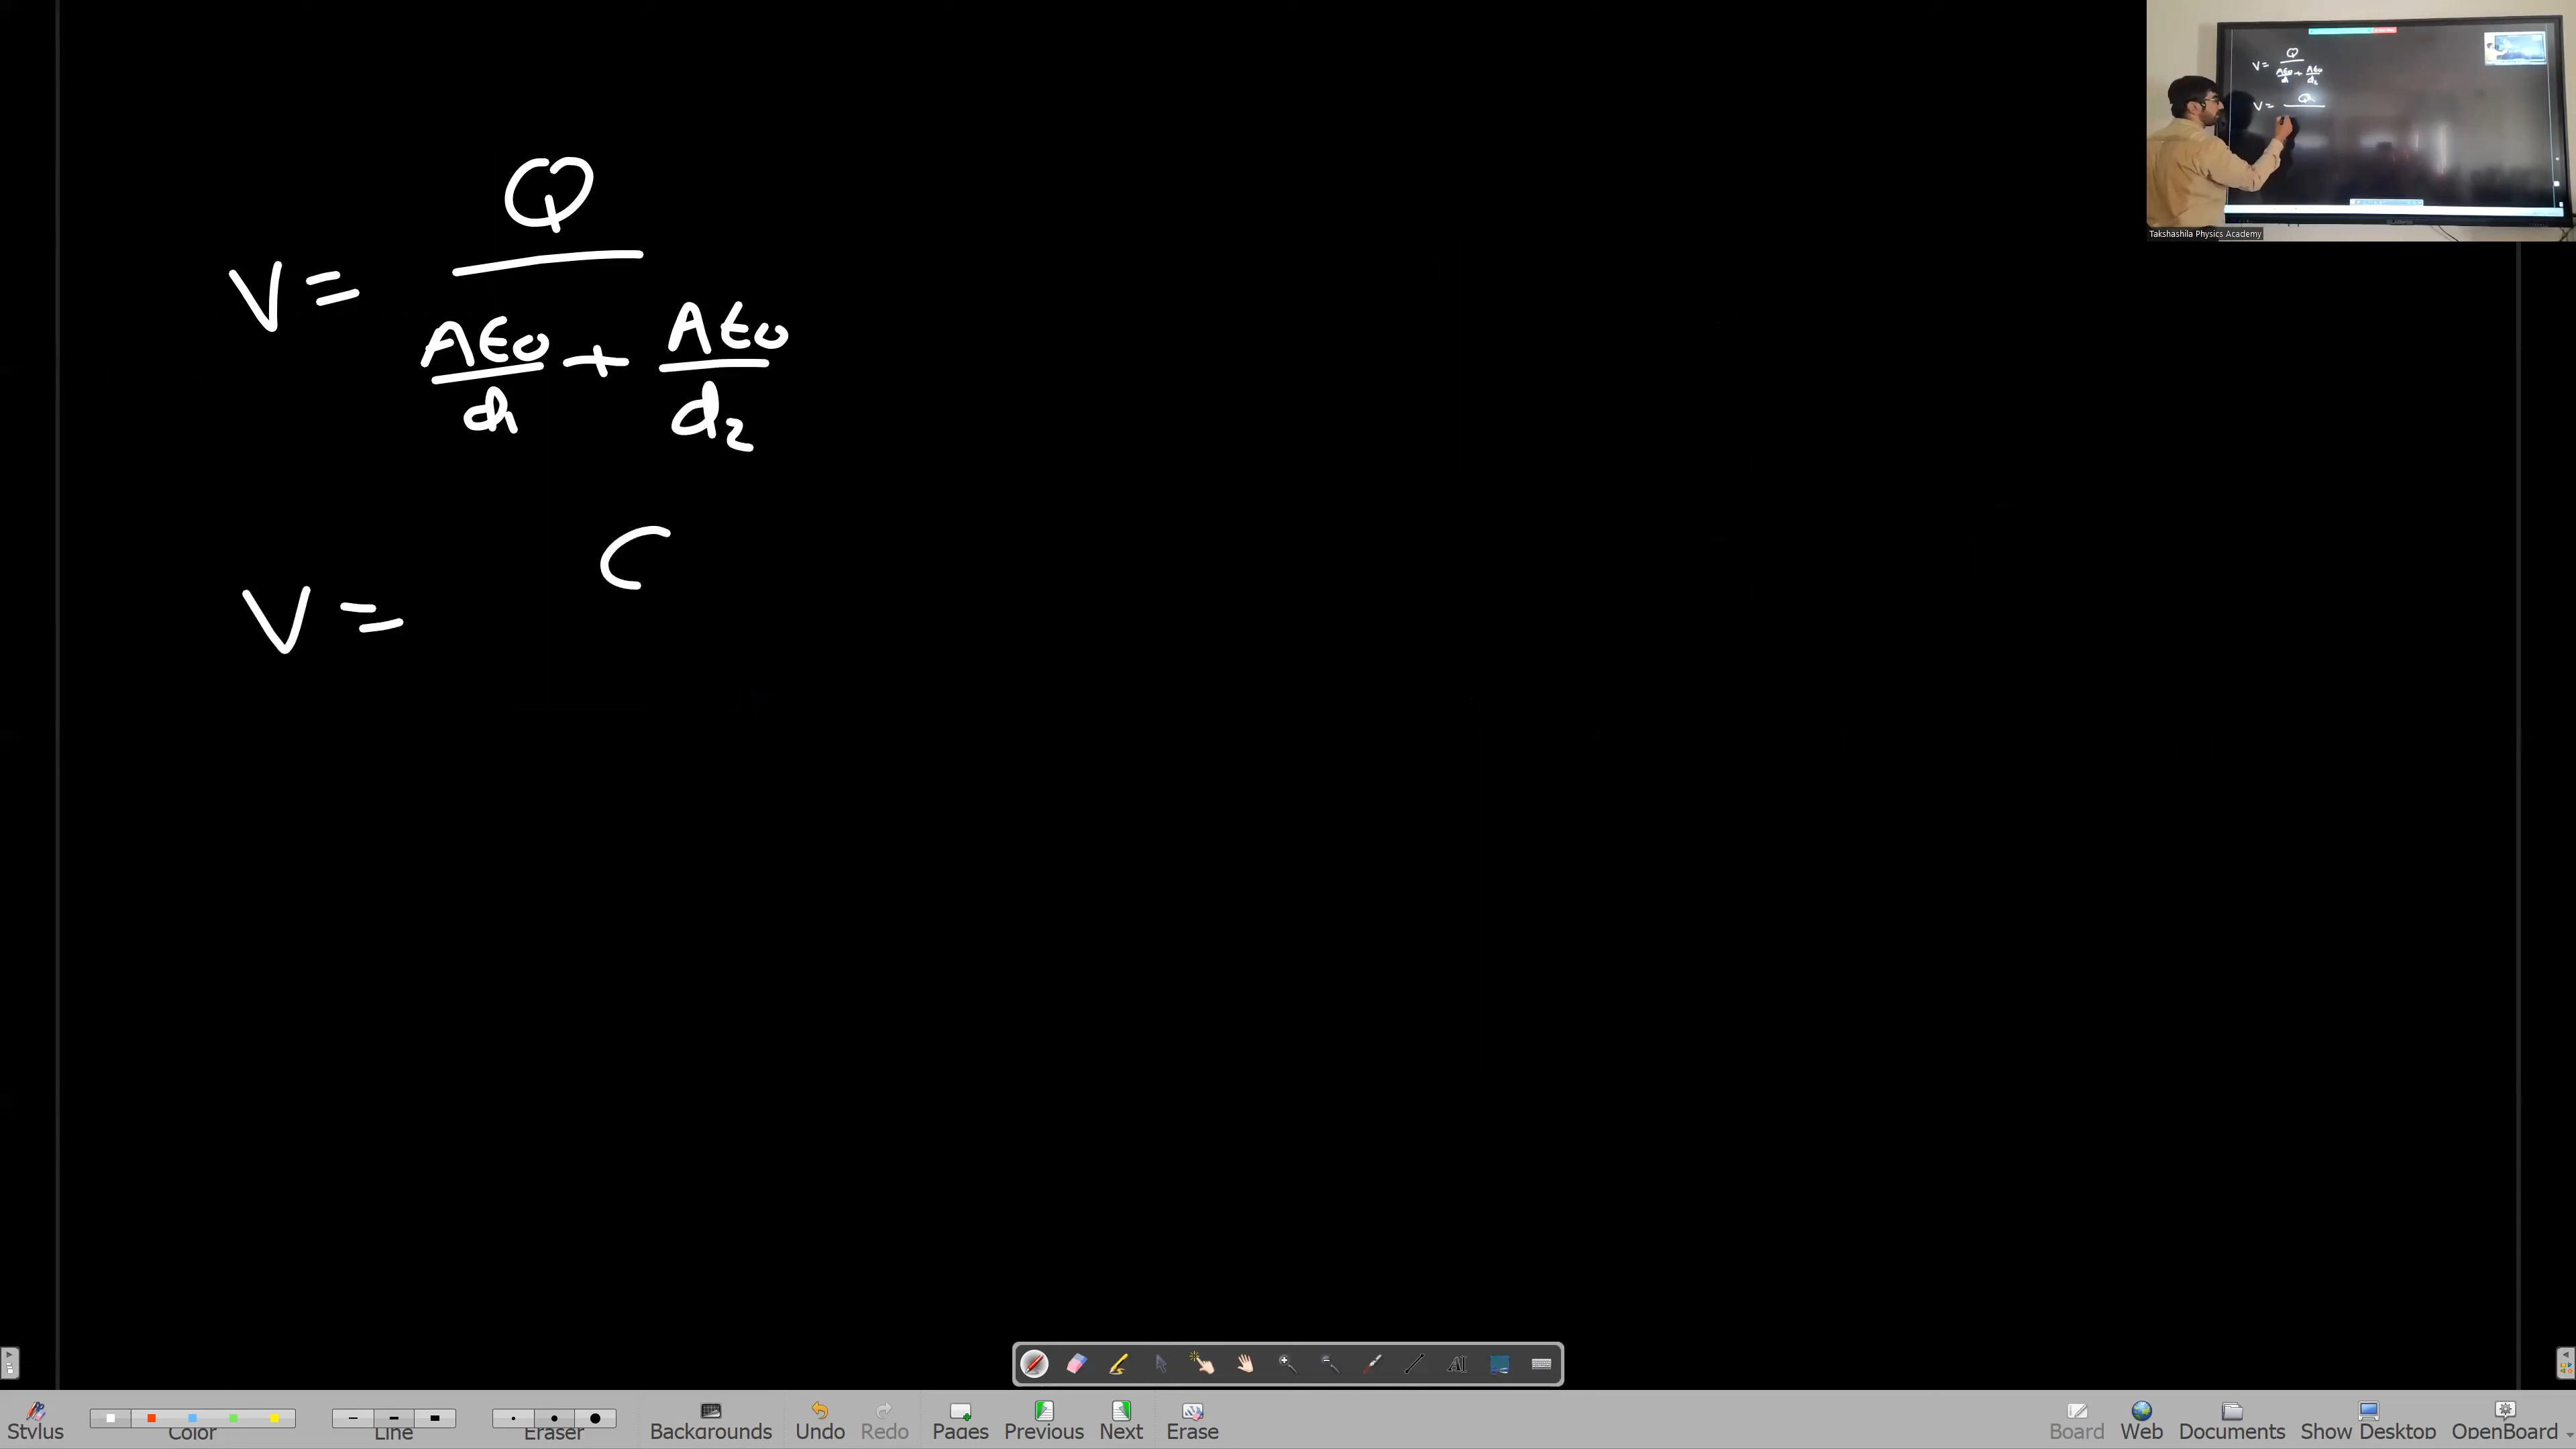 Takshashila Physics Academy
V = Q
Aε0/d1 + Aε0/d2
V =
Stylus Color Line Eraser Backgrounds Undo Redo Pages Previous Next Erase Board Web Documents Show Desktop OpenBoard